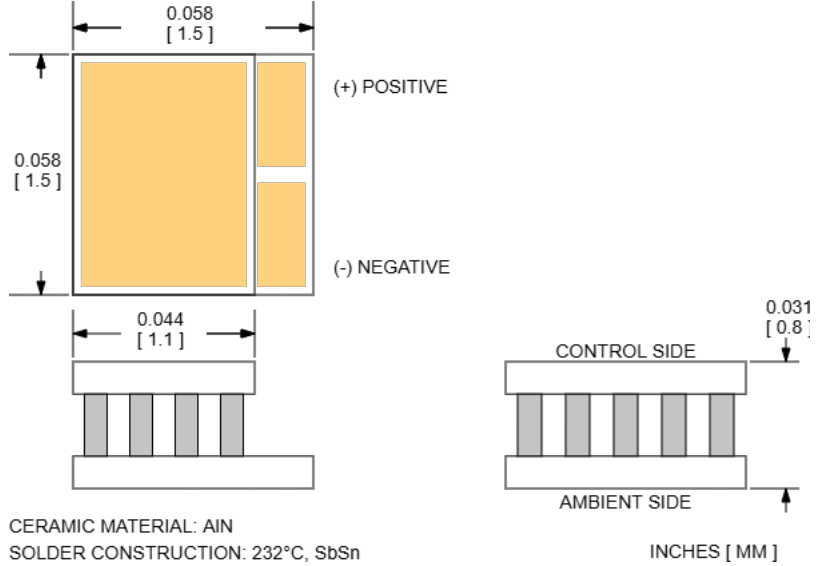 0.058
[ 1.5 ]
(+) POSITIVE
0.058
[ 1.5 ]
(-) NEGATIVE
0.044
[ 1.1 ]
0.031
[ 0.8 ]
CONTROL SIDE
AMBIENT SIDE
CERAMIC MATERIAL: AlN
SOLDER CONSTRUCTION: 232°C, SbSn
INCHES [ MM ]